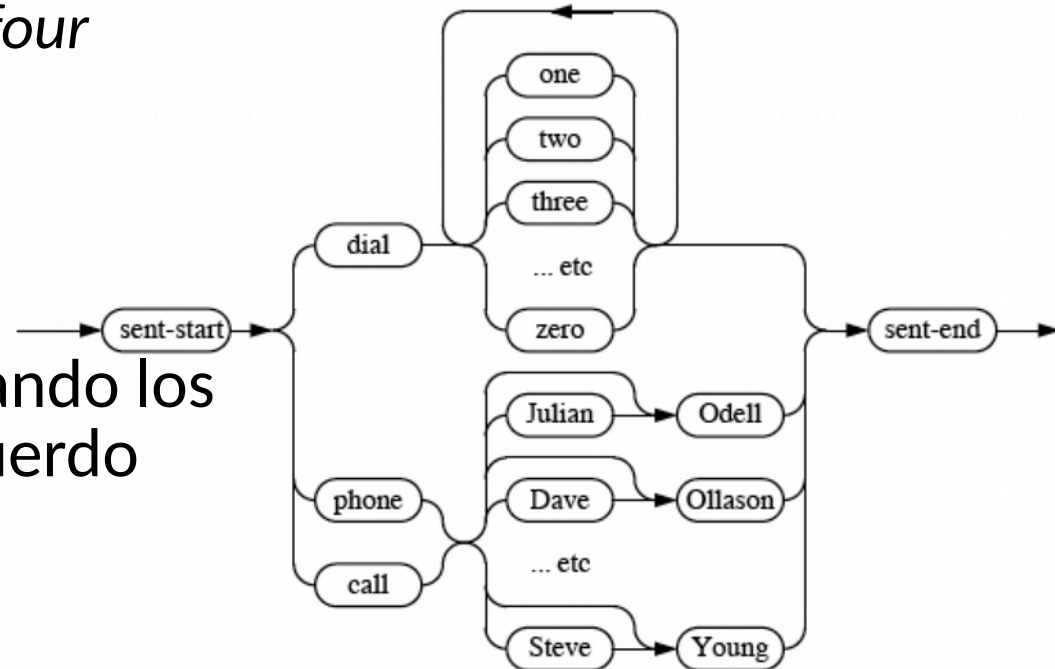 four
one
two
three
dial
... etc
sent-start
zero
sent-end
ando los
Julian
Odell
uerdo
phone
Dave
Ollason
... etc
call
Steve
Young